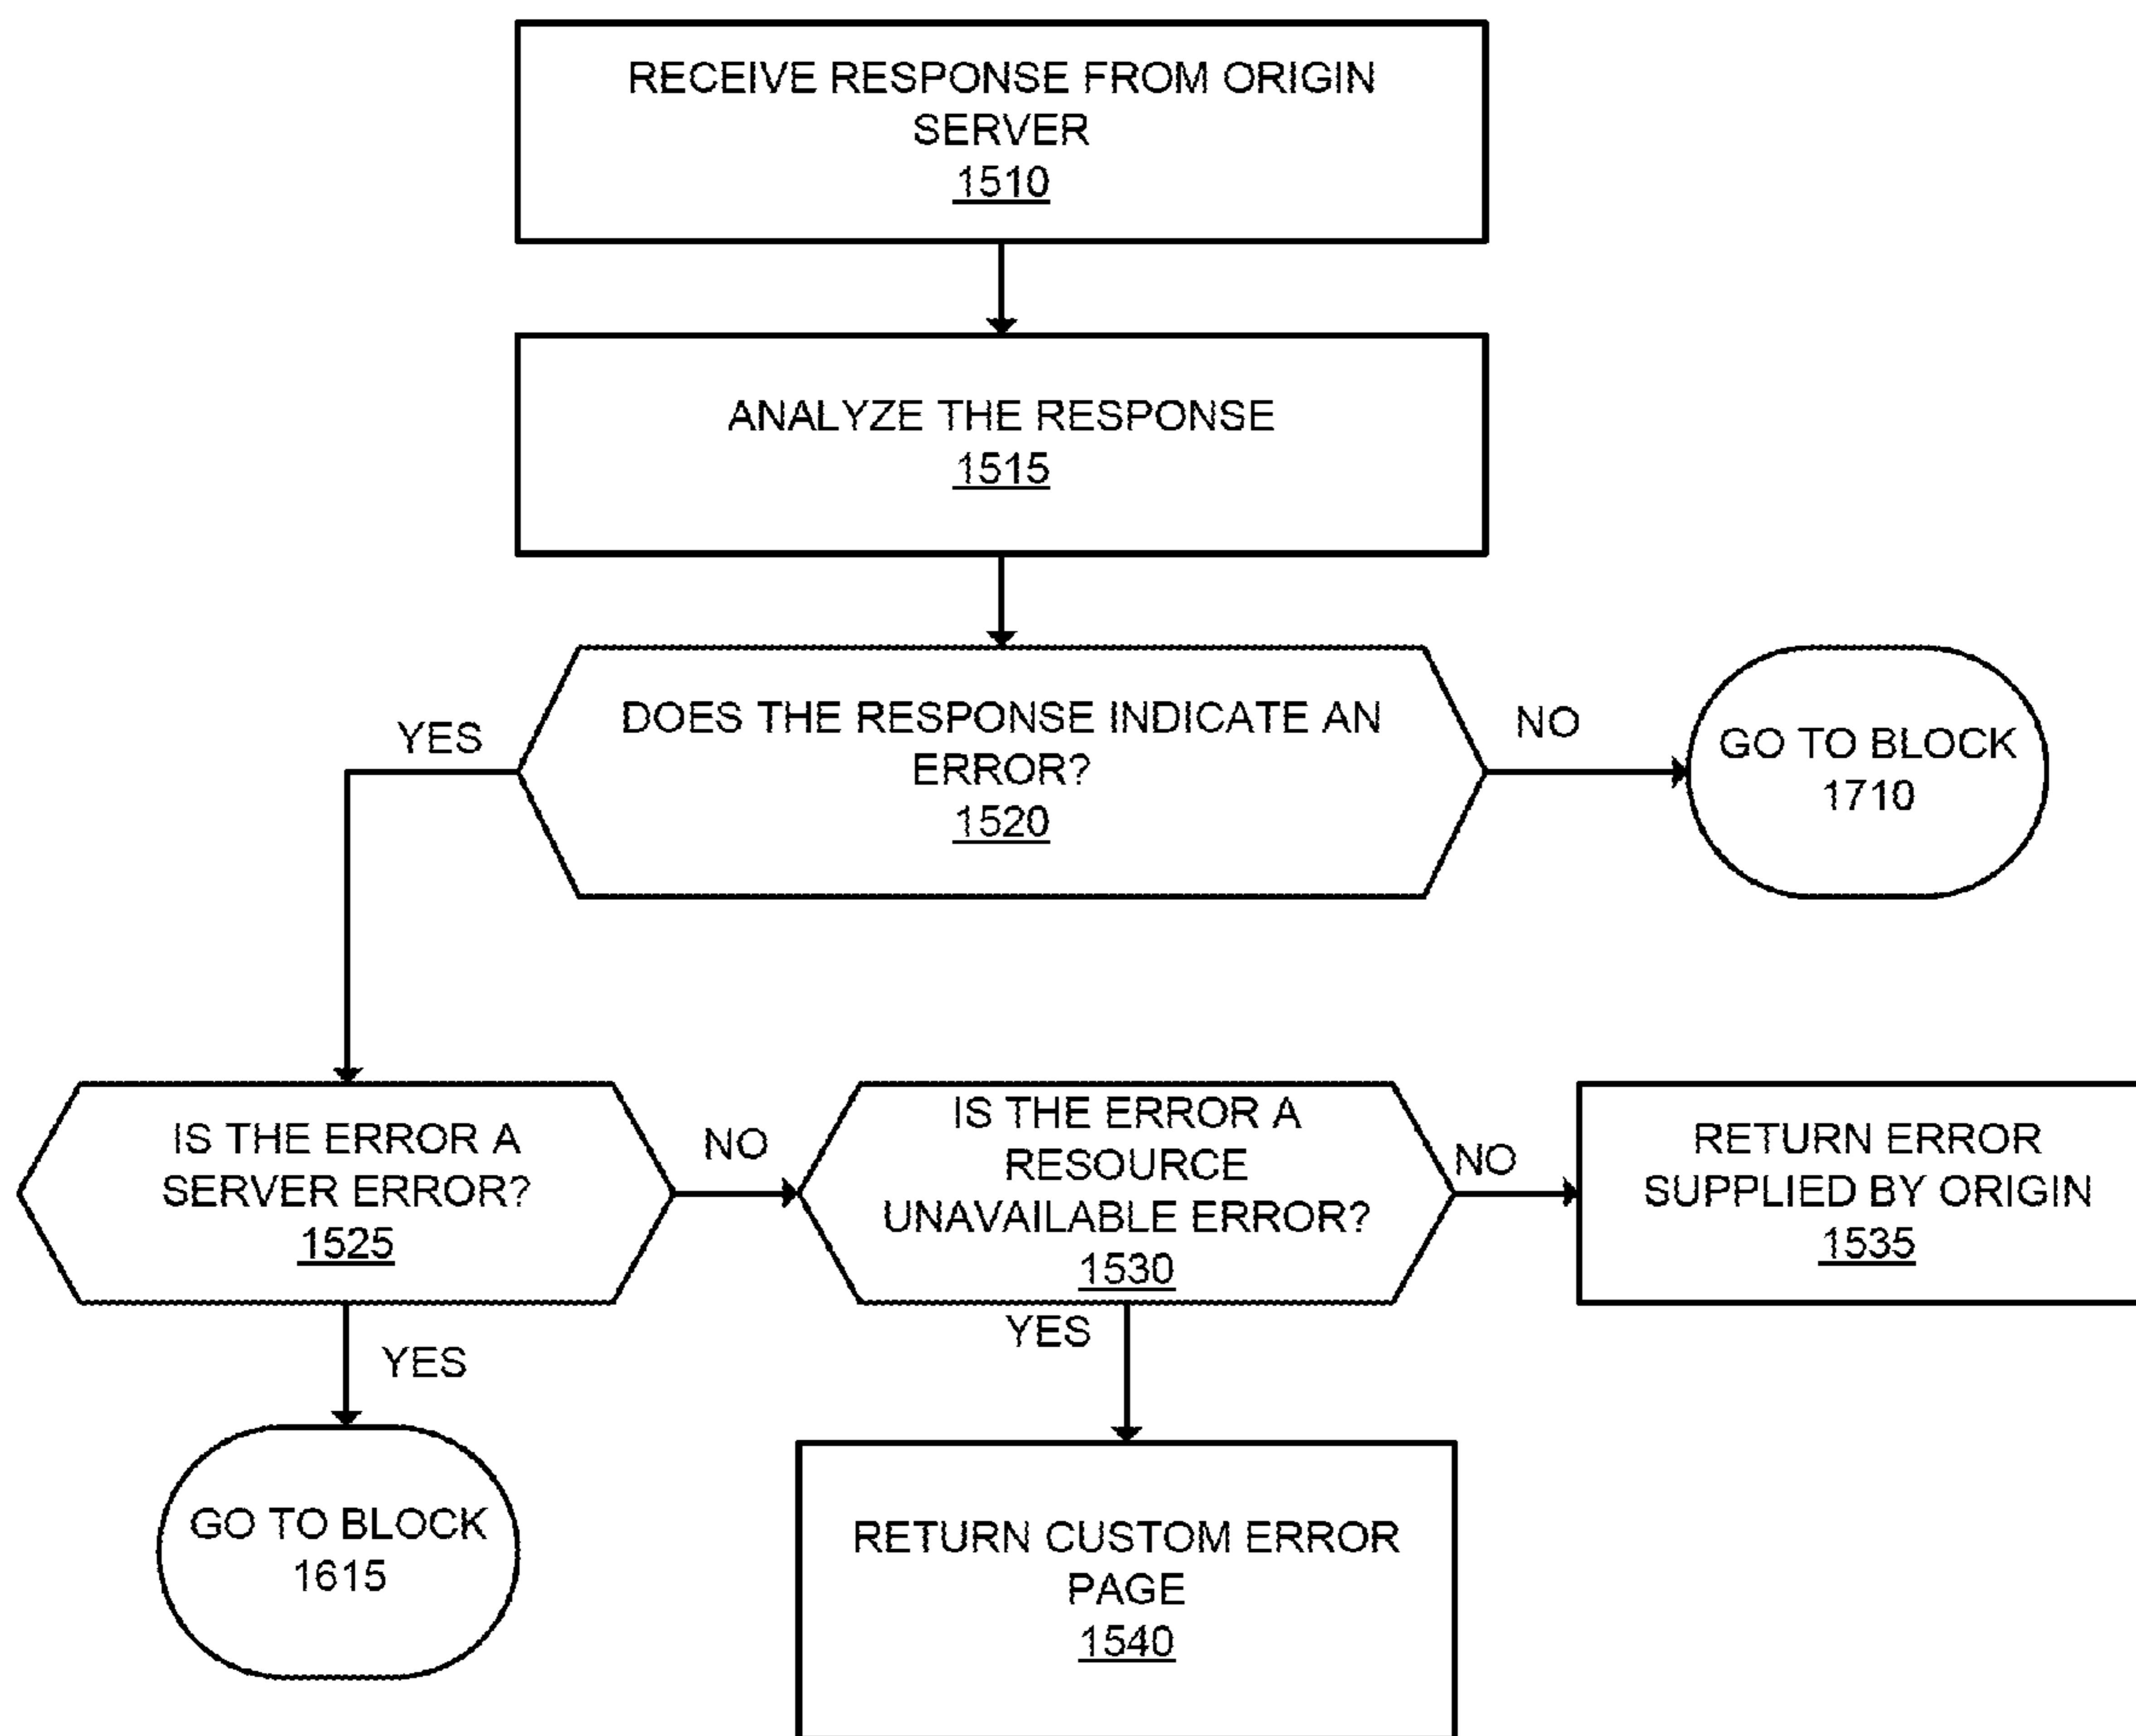 RECEIVE RESPONSE FROM ORIGIN
SERVER
1510
ANALYZE THE RESPONSE
1515
DOES THE RESPONSE INDICATE AN
ERROR?
1520
YES
NO
GO TO BLOCK
1710
IS THE ERROR A
SERVER ERROR?
1525
NO
IS THE ERROR A
RESOURCE
UNAVAILABLE ERROR?
1530
NO
RETURN ERROR
SUPPLIED BY ORIGIN
1535
YES
GO TO BLOCK
1615
YES
RETURN CUSTOM ERROR
PAGE
1540